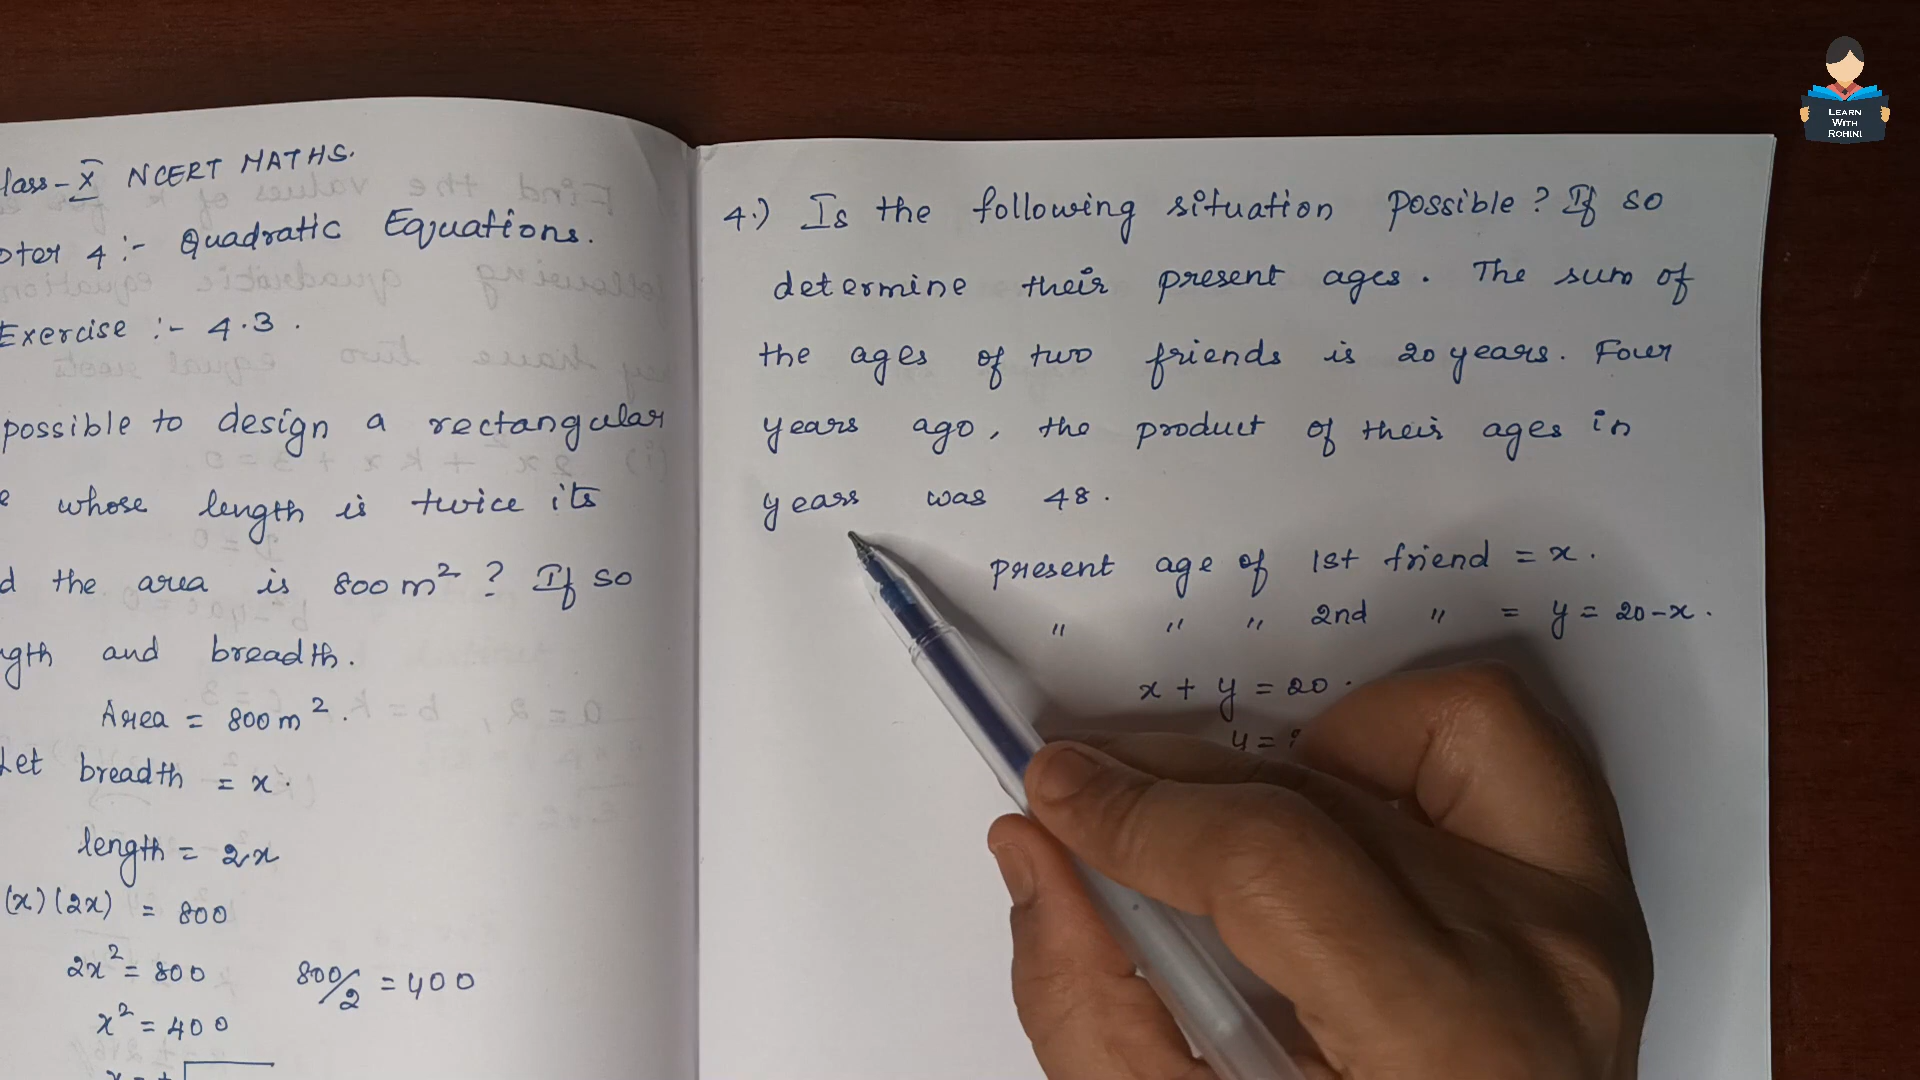 NCERT MATHS.
4 :- Quadratic Equations.
Exercise :- 4.3 .
possible to design a rectangular
whose length is twice its
the area is 800 m² ? If so
and breadth.
Area = 800 m².
Let breadth = x.
length = 2x
(x) (2x) = 800
2x² = 800 800/2 = 400
x² = 400
4.) Is the following situation possible ? If so
determine their present ages. The sum of
the ages of two friends is 20 years. Four
years ago, the product of their ages in
years was 48.
present age of 1st friend = x.
" " " 2nd " = y = 20-x.
x + y = 20.
LEARN
WITH
ROHINI